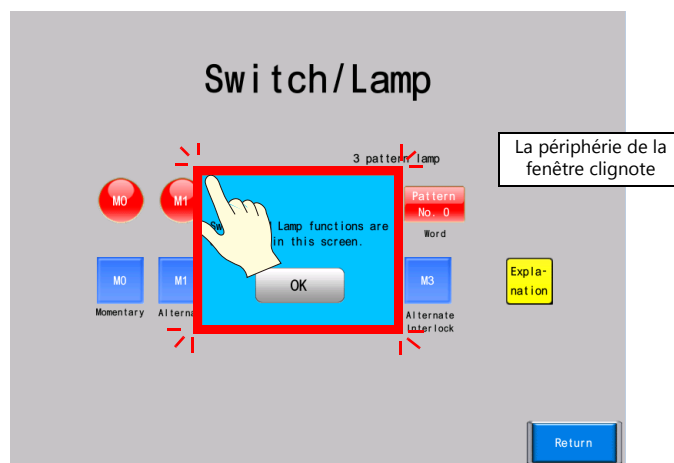 Switch/Lamp
3 pattern lamp
La périphérie de la
fenêtre clignote
M0
M1
Pattern
No. 0
Word
Lamp functions are
in this screen.
OK
M0
M1
M3
Expla-
nation
Momentary
Alternate
Interlock
Return